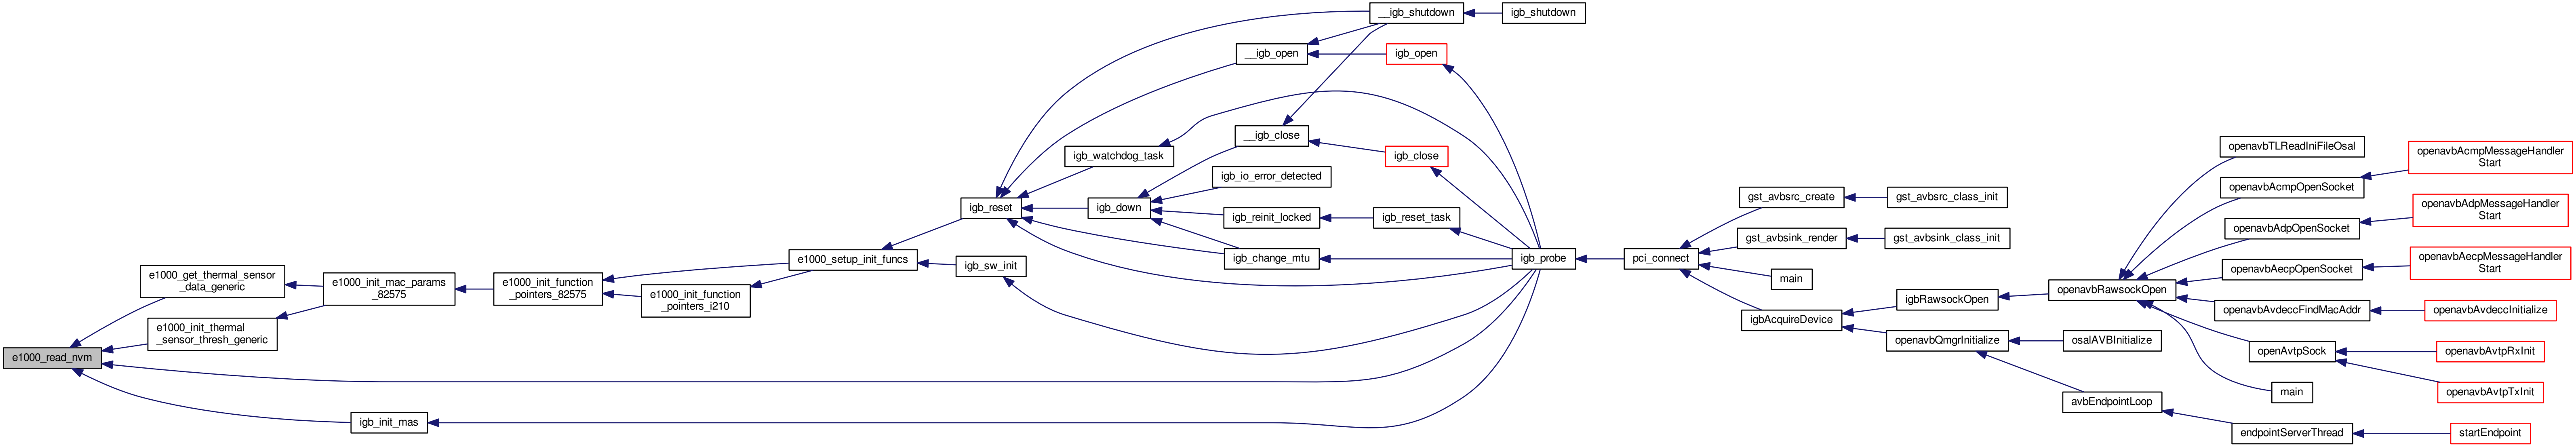 __igb_shutdown
igb_shutdown
__igb_open
igb_open
__igb_close
igb_watchdog_task
igb_close
igb_io_error_detected
igb_reset
igb_down
igb_reinit_locked
igb_reset_task
igb_change_mtu
igb_probe
e1000_setup_init_funcs
igb_sw_init
e1000_get_thermal_sensor
_data_generic
e1000_init_mac_params
_82575
e1000_init_function
_pointers_82575
e1000_init_function
_pointers_i210
e1000_init_thermal
_sensor_thresh_generic
e1000_read_nvm
igb_init_mas
pci_connect
gst_avbsrc_create
gst_avbsrc_class_init
gst_avbsink_render
gst_avbsink_class_init
main
igbAcquireDevice
igbRawsockOpen
openavbQmgrInitialize
osalAVBInitialize
avbEndpointLoop
endpointServerThread
startEndpoint
openavbRawsockOpen
openavbTLReadIniFileOsal
openavbAcmpOpenSocket
openavbAcmpMessageHandler
Start
openavbAdpOpenSocket
openavbAdpMessageHandler
Start
openavbAecpOpenSocket
openavbAecpMessageHandler
Start
openavbAvdeccFindMacAddr
openavbAvdeccInitialize
openAvtpSock
openavbAvtpRxInit
openavbAvtpTxInit
main